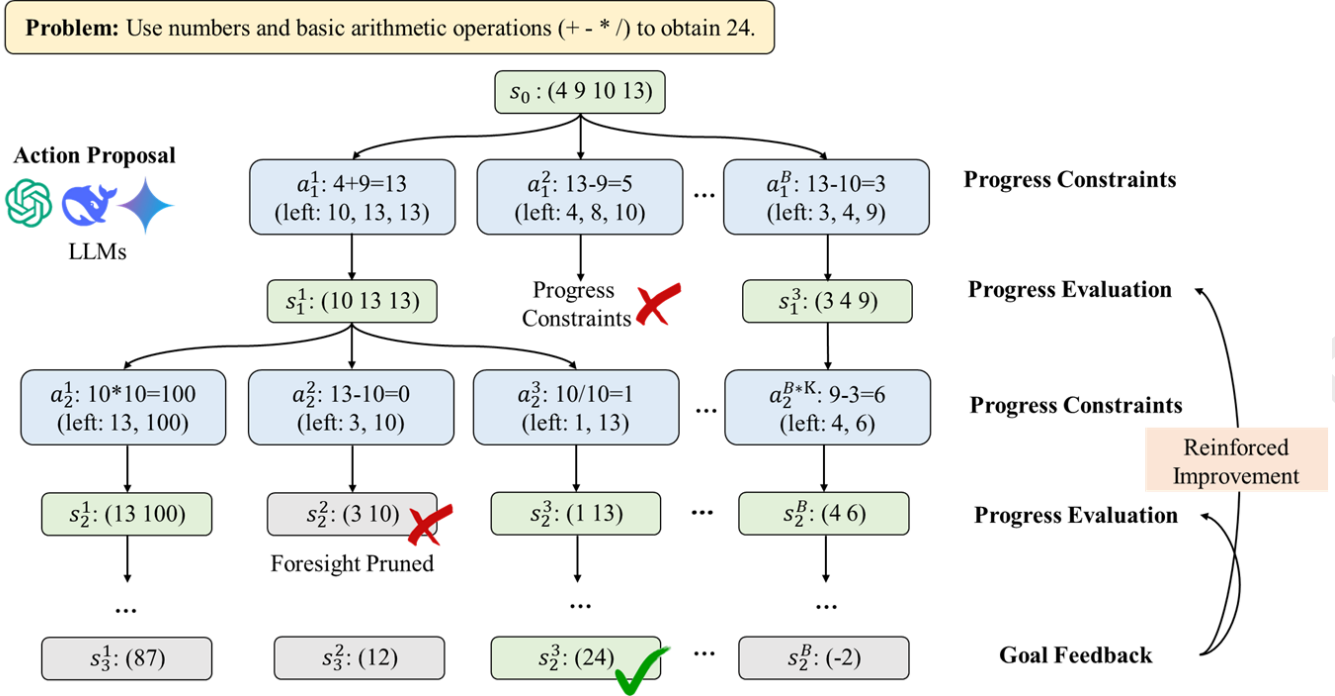 Problem: Use numbers and basic arithmetic operations (+ - * /) to obtain 24.
s₀ : (4 9 10 13)
Action Proposal
LLMs
a₁¹: 4+9=13
(left: 10, 13, 13)
a₁²: 13-9=5
(left: 4, 8, 10)
...
a₁ᴮ: 13-10=3
(left: 3, 4, 9)
Progress Constraints
s₁¹: (10 13 13)
Progress
Constraints
s₁³: (3 4 9)
Progress Evaluation
a₂¹: 10*10=100
(left: 13, 100)
a₂²: 13-10=0
(left: 3, 10)
a₂³: 10/10=1
(left: 1, 13)
...
a₂ᴮ*ᴷ: 9-3=6
(left: 4, 6)
Progress Constraints
Reinforced
Improvement
s₂¹: (13 100)
s₂²: (3 10)
s₂³: (1 13)
...
s₂ᴮ: (4 6)
Progress Evaluation
Foresight Pruned
...
...
...
s₃¹: (87)
s₃²: (12)
s₂³: (24)
...
s₂ᴮ: (-2)
Goal Feedback